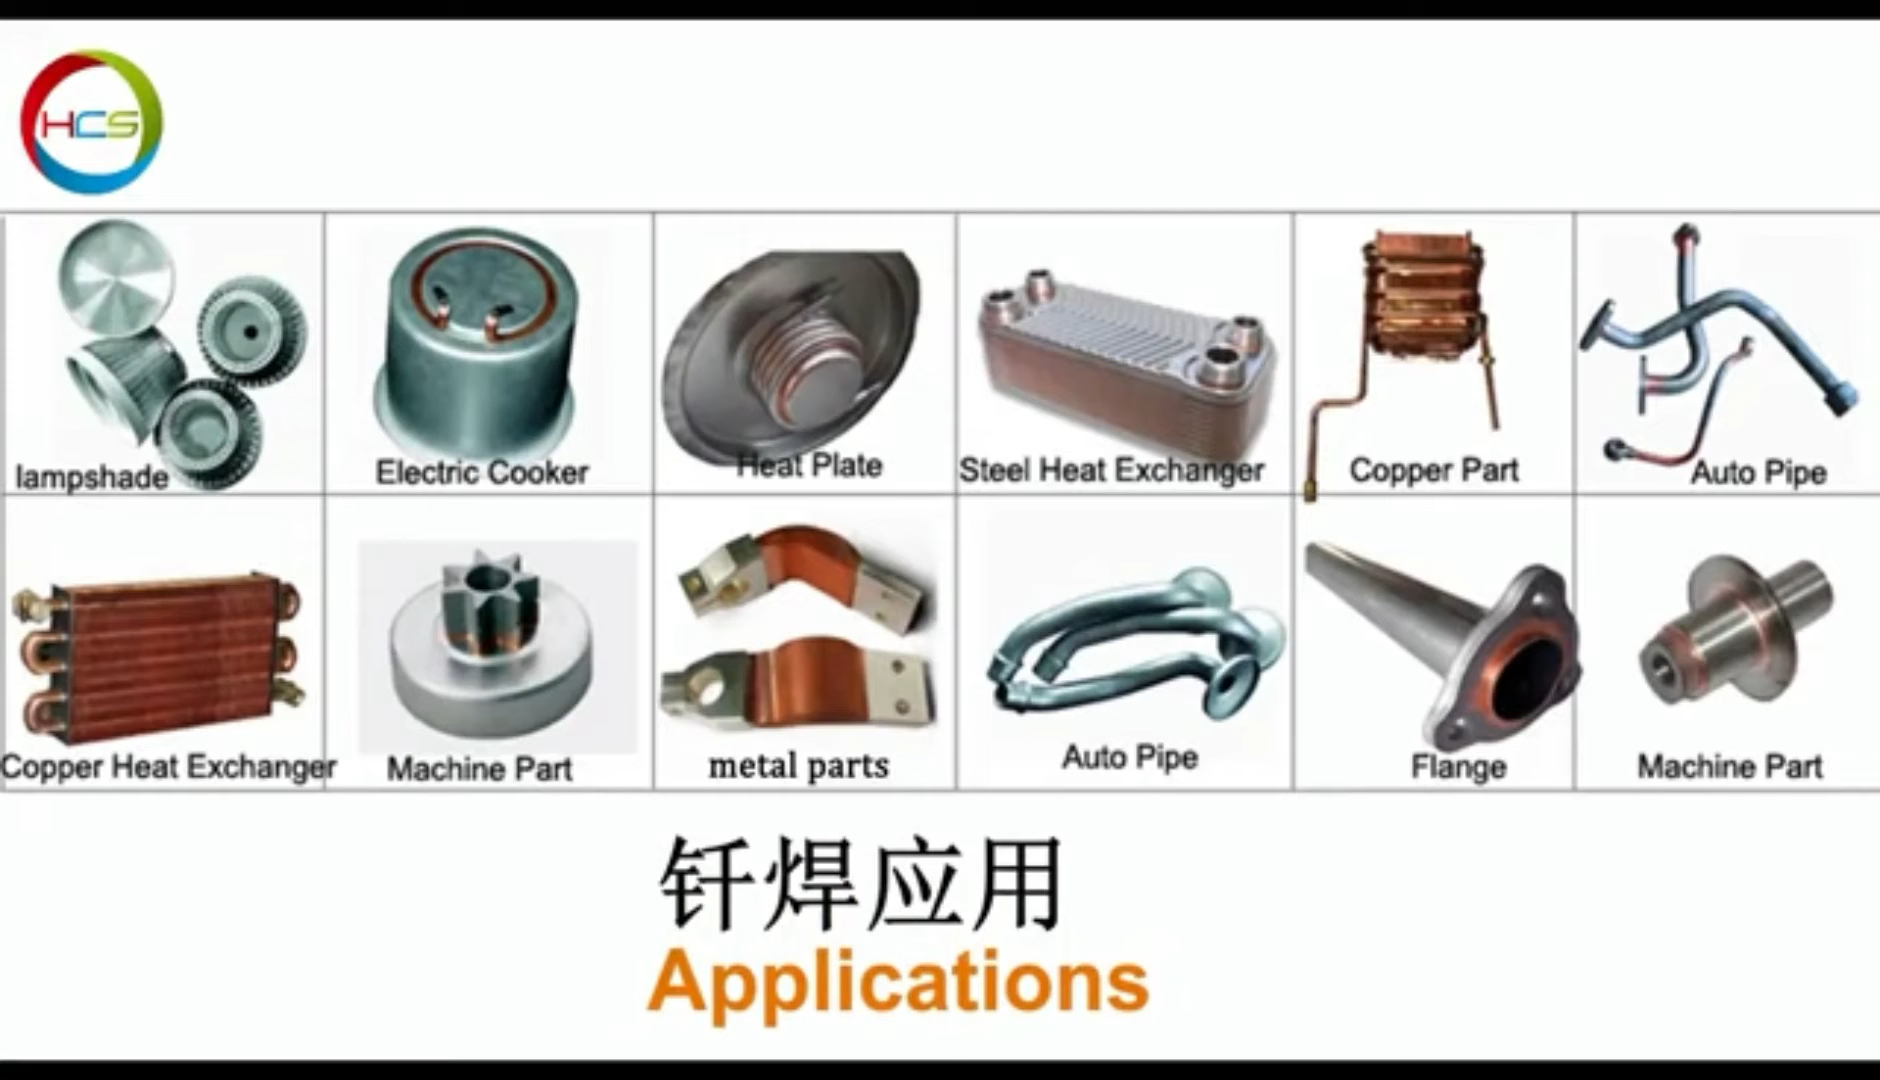 HCS
lampshade
Electric Cooker
Heat Plate
Steel Heat Exchanger
Copper Part
Auto Pipe
Copper Heat Exchanger
Machine Part
metal parts
Auto Pipe
Flange
Machine Part
钎焊应用
Applications